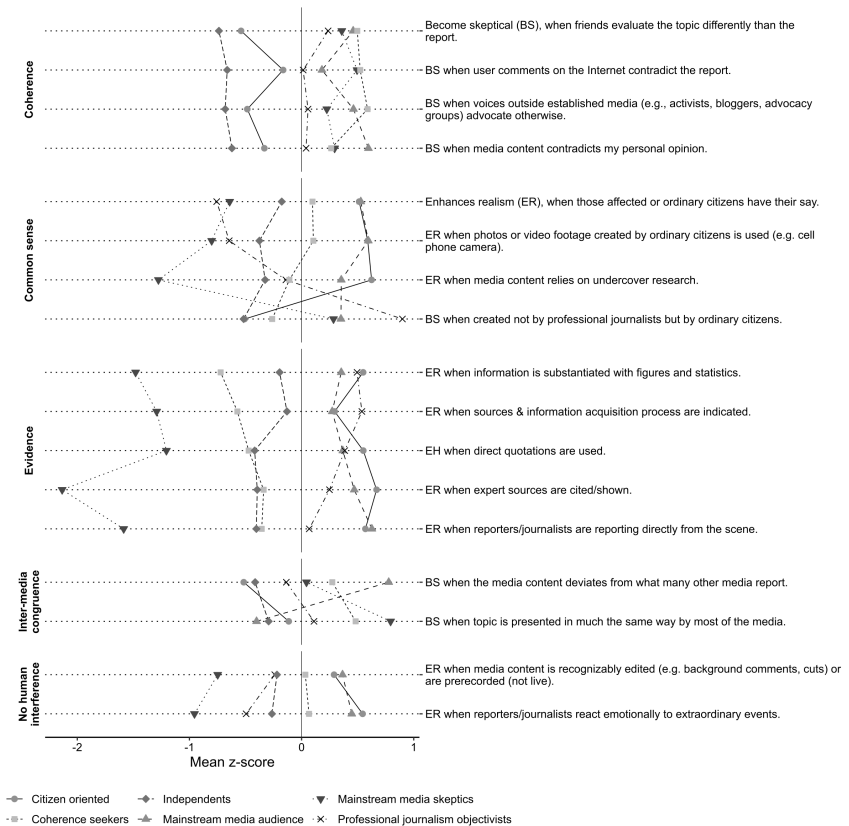 Coherence
Become skeptical (BS), when friends evaluate the topic differently than the
report.
BS when user comments on the Internet contradict the report.
BS when voices outside established media (e.g., activists, bloggers, advocacy
groups) advocate otherwise.
BS when media content contradicts my personal opinion.
Common sense
Enhances realism (ER), when those affected or ordinary citizens have their say.
ER when photos or video footage created by ordinary citizens is used (e.g. cell
phone camera).
ER when media content relies on undercover research.
BS when created not by professional journalists but by ordinary citizens.
Evidence
ER when information is substantiated with figures and statistics.
ER when sources & information acquisition process are indicated.
EH when direct quotations are used.
ER when expert sources are cited/shown.
ER when reporters/journalists are reporting directly from the scene.
Inter-media
congruence
BS when the media content deviates from what many other media report.
BS when topic is presented in much the same way by most of the media.
No human
interference
ER when media content is recognizably edited (e.g. background comments, cuts) or
are prerecorded (not live).
ER when reporters/journalists react emotionally to extraordinary events.
-2 -1 0 1
Mean z-score
Citizen oriented Independents Mainstream media skeptics
Coherence seekers Mainstream media audience Professional journalism objectivists